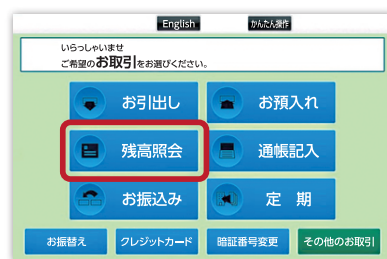 English
かんたん操作
いらっしゃいませ
ご希望のお取引をお選びください。
お引出し
お預入れ
残高照会
通帳記入
お振込み
定 期
お振替え
クレジットカード
暗証番号変更
その他のお取引